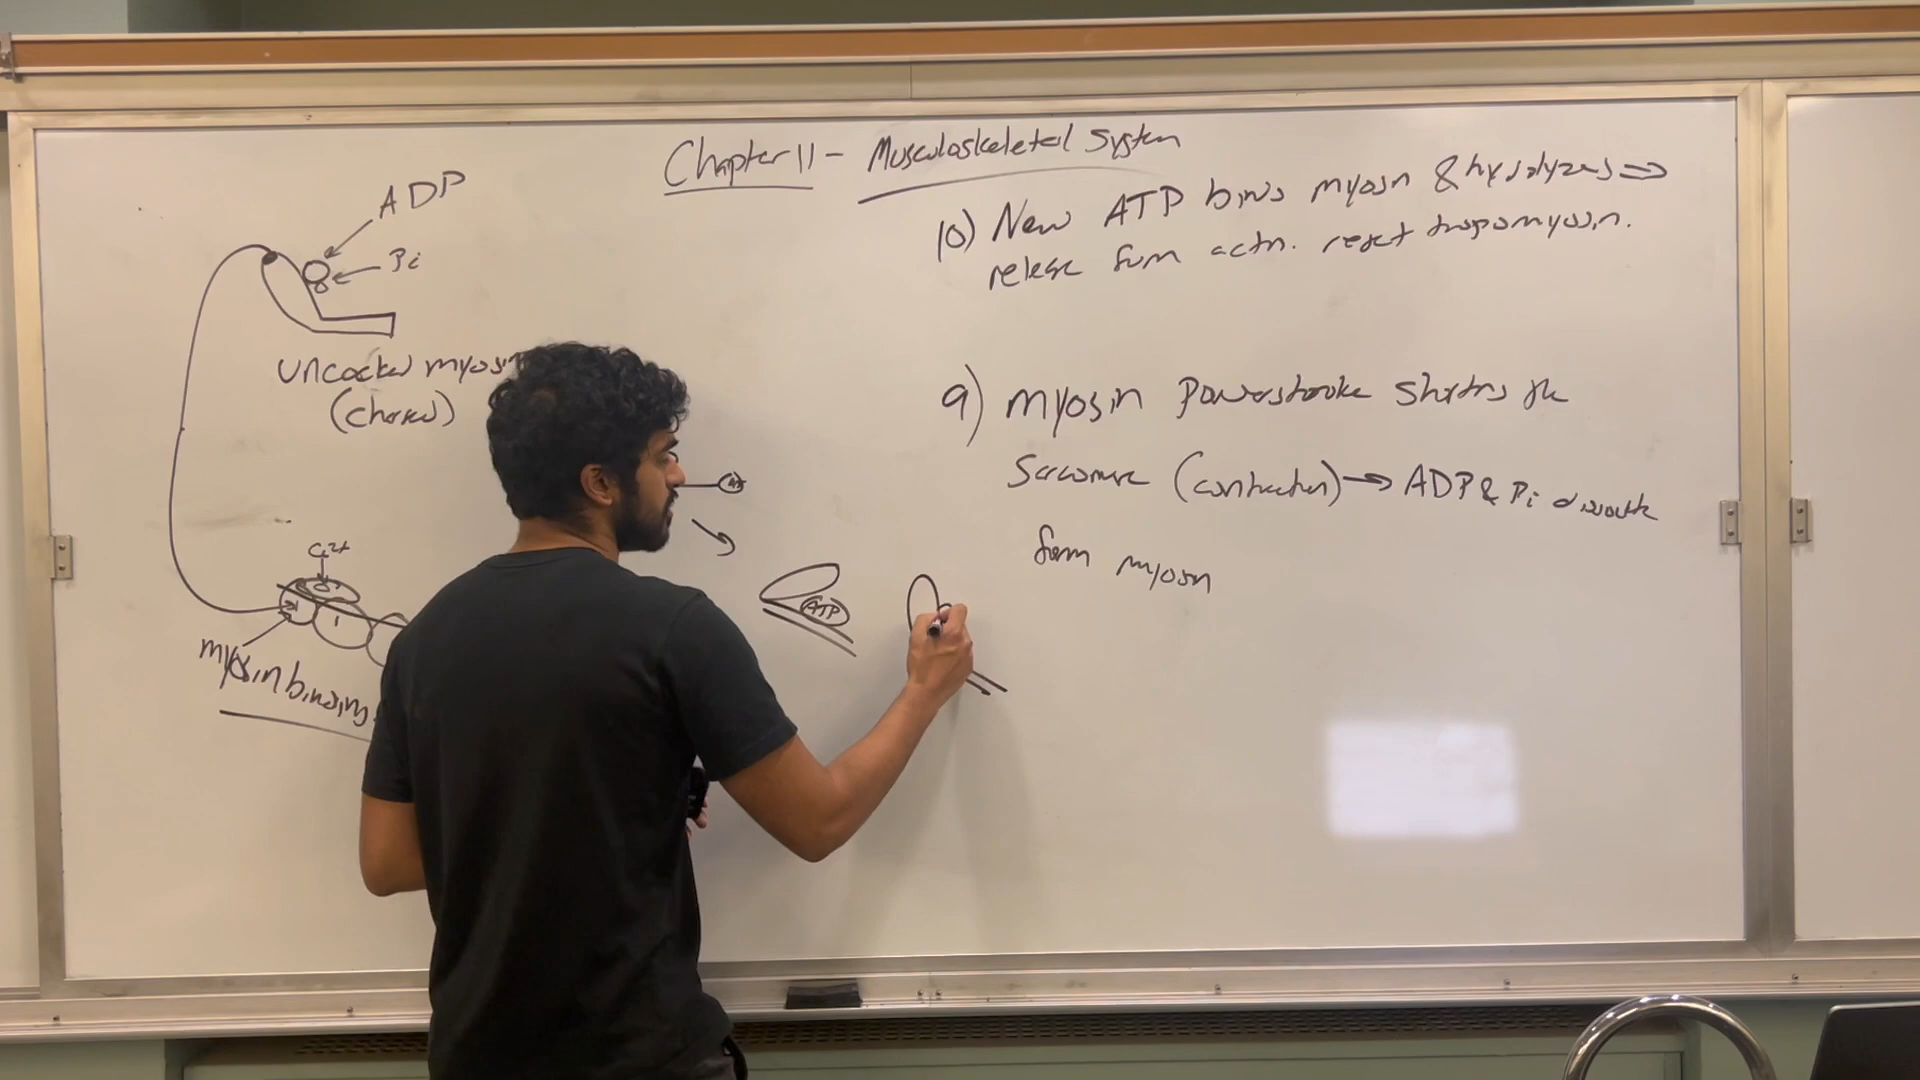 Chapter 11 - Musculoskeletal System
ADP
Pi
uncocked myosin
(charged)
Ca2+
myosin binding
ATP
10) New ATP binds myosin & hydrolyzes ⇒
release from actin. reset tropomyosin.
9) myosin Powerstroke shortens the
Sarcomere (contraction) → ADP & Pi dissociate
from myosin